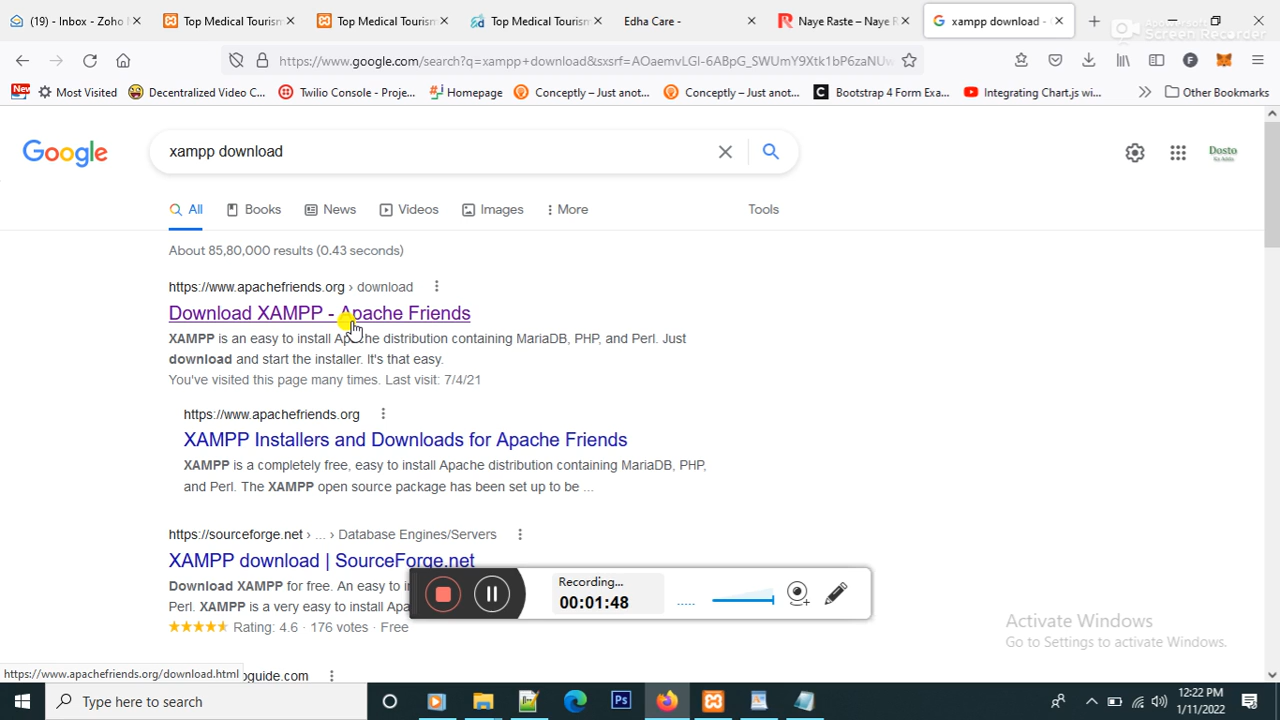 (19) - Inbox - Zoho
Top Medical Tourism
Top Medical Tourism
Top Medical Tourism
Edha Care -
Naye Raste – Naye R
xampp download -
https://www.google.com/search?q=xampp+download&sxsrf=AOaemvLGI-6ABpG_SWUmY9Xtk1bP6zaNUw
Most Visited
Decentralized Video C...
Twilio Console - Proje...
Homepage
Conceptly – Just anot...
Conceptly – Just anot...
Bootstrap 4 Form Exa...
Integrating Chart.js wi...
Other Bookmarks
Google
xampp download
Dosto
All
Books
News
Videos
Images
More
Tools
About 85,80,000 results (0.43 seconds)
https://www.apachefriends.org › download
Download XAMPP - Apache Friends
XAMPP is an easy to install Apache distribution containing MariaDB, PHP, and Perl. Just
download and start the installer. It's that easy.
You've visited this page many times. Last visit: 7/4/21
https://www.apachefriends.org
XAMPP Installers and Downloads for Apache Friends
XAMPP is a completely free, easy to install Apache distribution containing MariaDB, PHP,
and Perl. The XAMPP open source package has been set up to be ...
https://sourceforge.net › ... › Database Engines/Servers
XAMPP download | SourceForge.net
Download XAMPP for free. An easy to in
Perl. XAMPP is a very easy to install Apa
Rating: 4.6 · 176 votes · Free
Recording...
00:01:48
Activate Windows
Go to Settings to activate Windows.
https://www.apachefriends.org/download.html
oguide.com
Type here to search
Ps
12:22 PM
1/11/2022